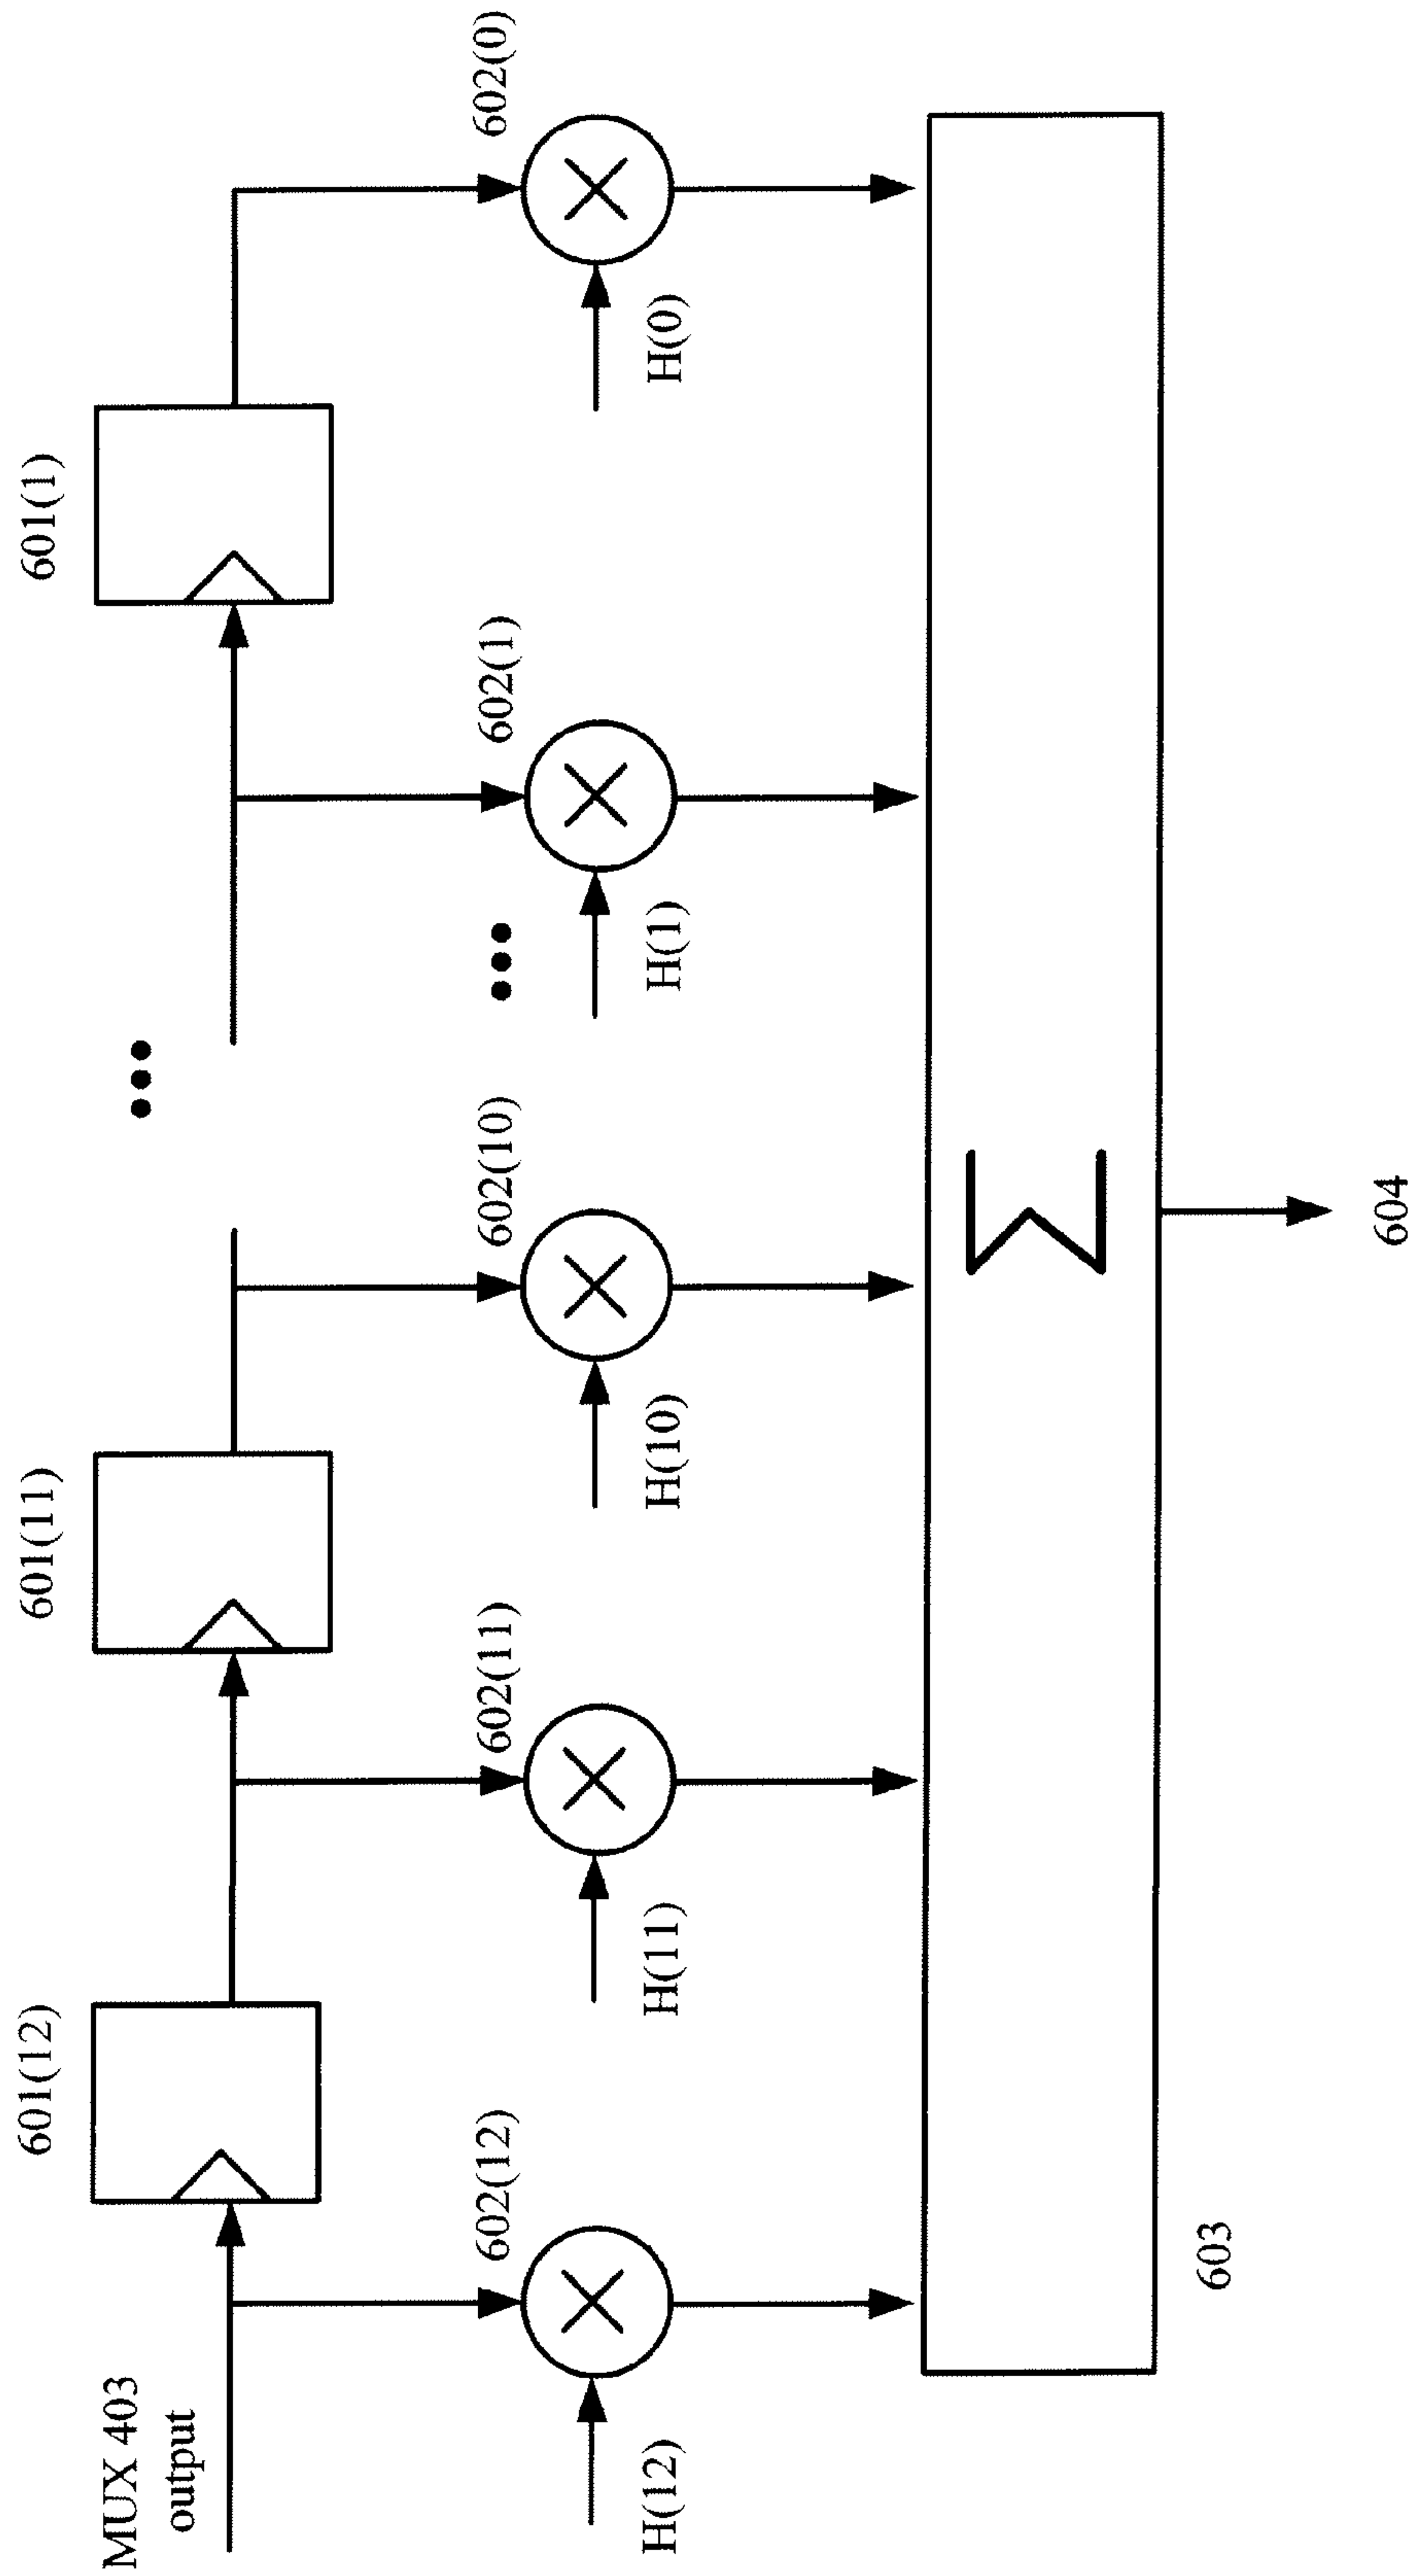 MUX 403
output
601(12)
601(11)
601(1)
602(12)
602(11)
602(10)
602(1)
602(0)
H(12)
H(11)
H(10)
H(1)
H(0)
Σ
603
604